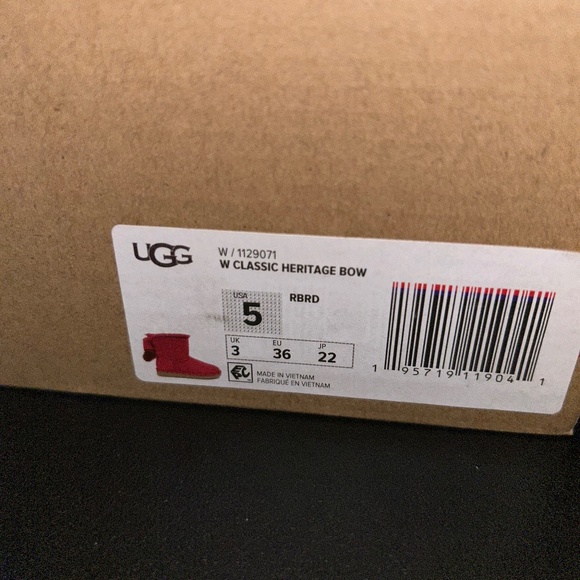 UGG
W / 1129071
W CLASSIC HERITAGE BOW
USA
5
RBRD
UK EU JP
3 36 22
MADE IN VIETNAM
FABRIQUÉ EN VIETNAM
1 95719 11904 1